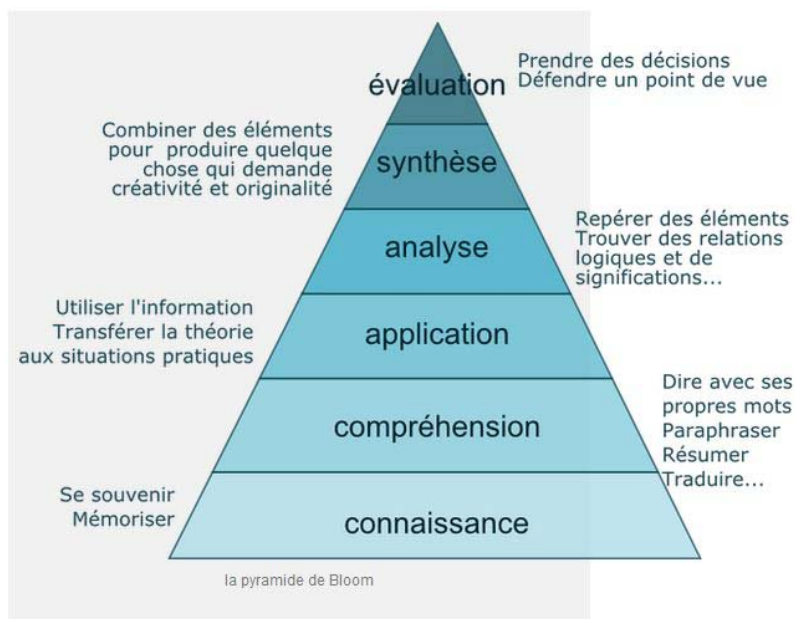 Prendre des décisions
Défendre un point de vue
évaluation
Combiner des éléments
pour produire quelque
chose qui demande
créativité et originalité
synthèse
Repérer des éléments
Trouver des relations
logiques et de
significations...
analyse
Utiliser l'information
Transférer la théorie
aux situations pratiques
application
Dire avec ses
propres mots
Paraphraser
Résumer
Traduire...
compréhension
Se souvenir
Mémoriser
connaissance
la pyramide de Bloom